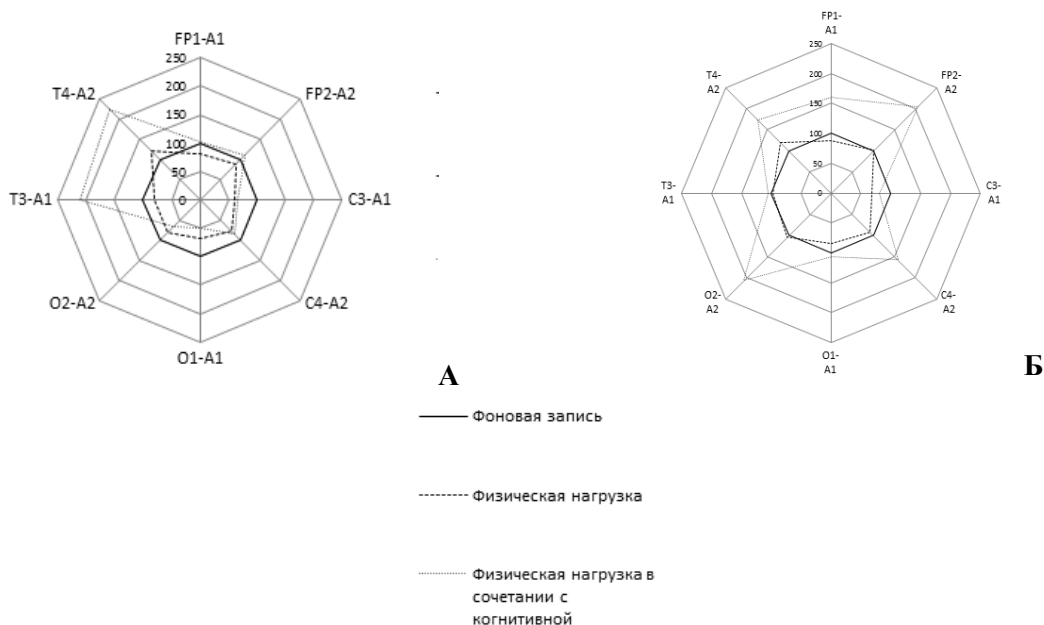 FP1-A1
250
200
150
100
50
0
T4-A2
FP2-A2
T3-A1
C3-A1
O2-A2
C4-A2
O1-A1
А
FP1-
A1
250
200
150
100
50
0
T4-
A2
FP2-
A2
T3-
A1
C3-
A1
O2-
A2
C4-
A2
O1-
A1
Б
Фоновая запись
Физическая нагрузка
Физическая нагрузка в
сочетании с
когнитивной